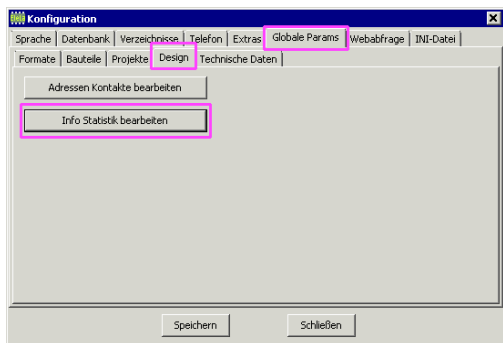 Konfiguration
Sprache Datenbank Verzeichnisse Telefon Extras Globale Params Webabfrage INI-Datei
Formate Bauteile Projekte Design Technische Daten
Adressen Kontakte bearbeiten
Info Statistik bearbeiten
Speichern Schließen